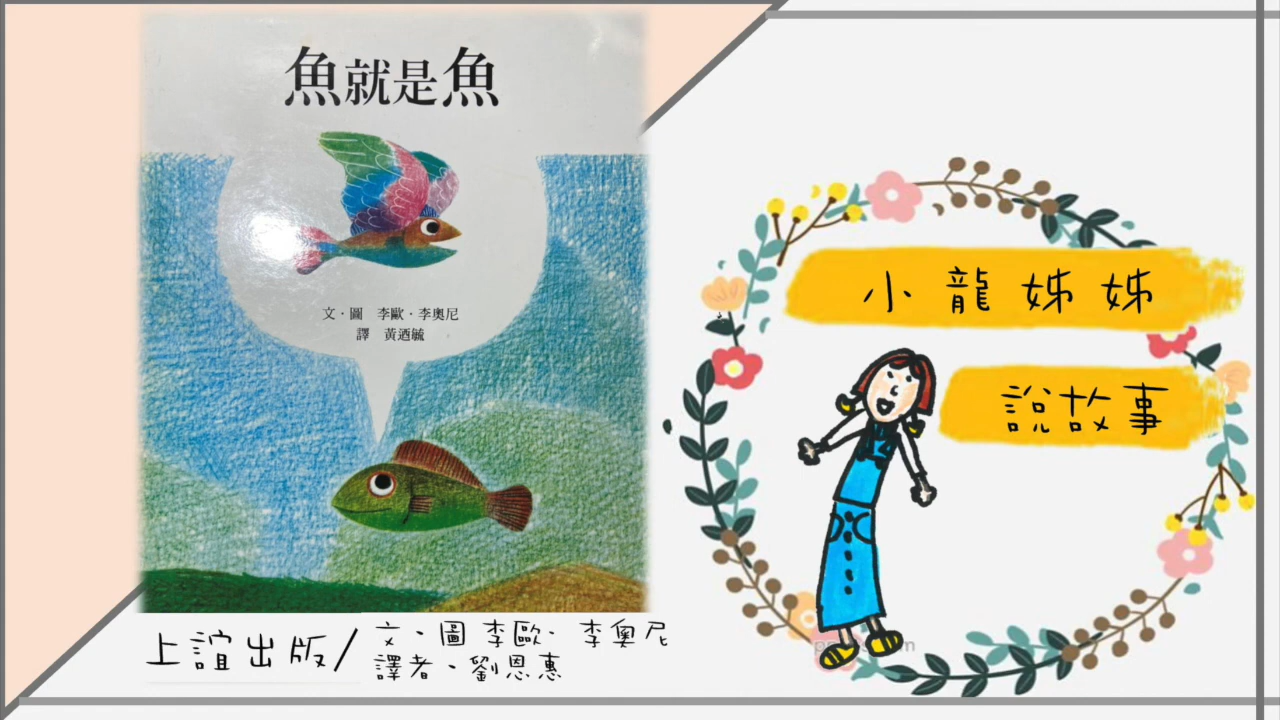 魚就是魚
文·圖 李歐·李奧尼
譯 黃迺毓
上誼出版/
文·圖 李歐·李奧尼
譯者·劉恩惠
小龍姊姊
說故事